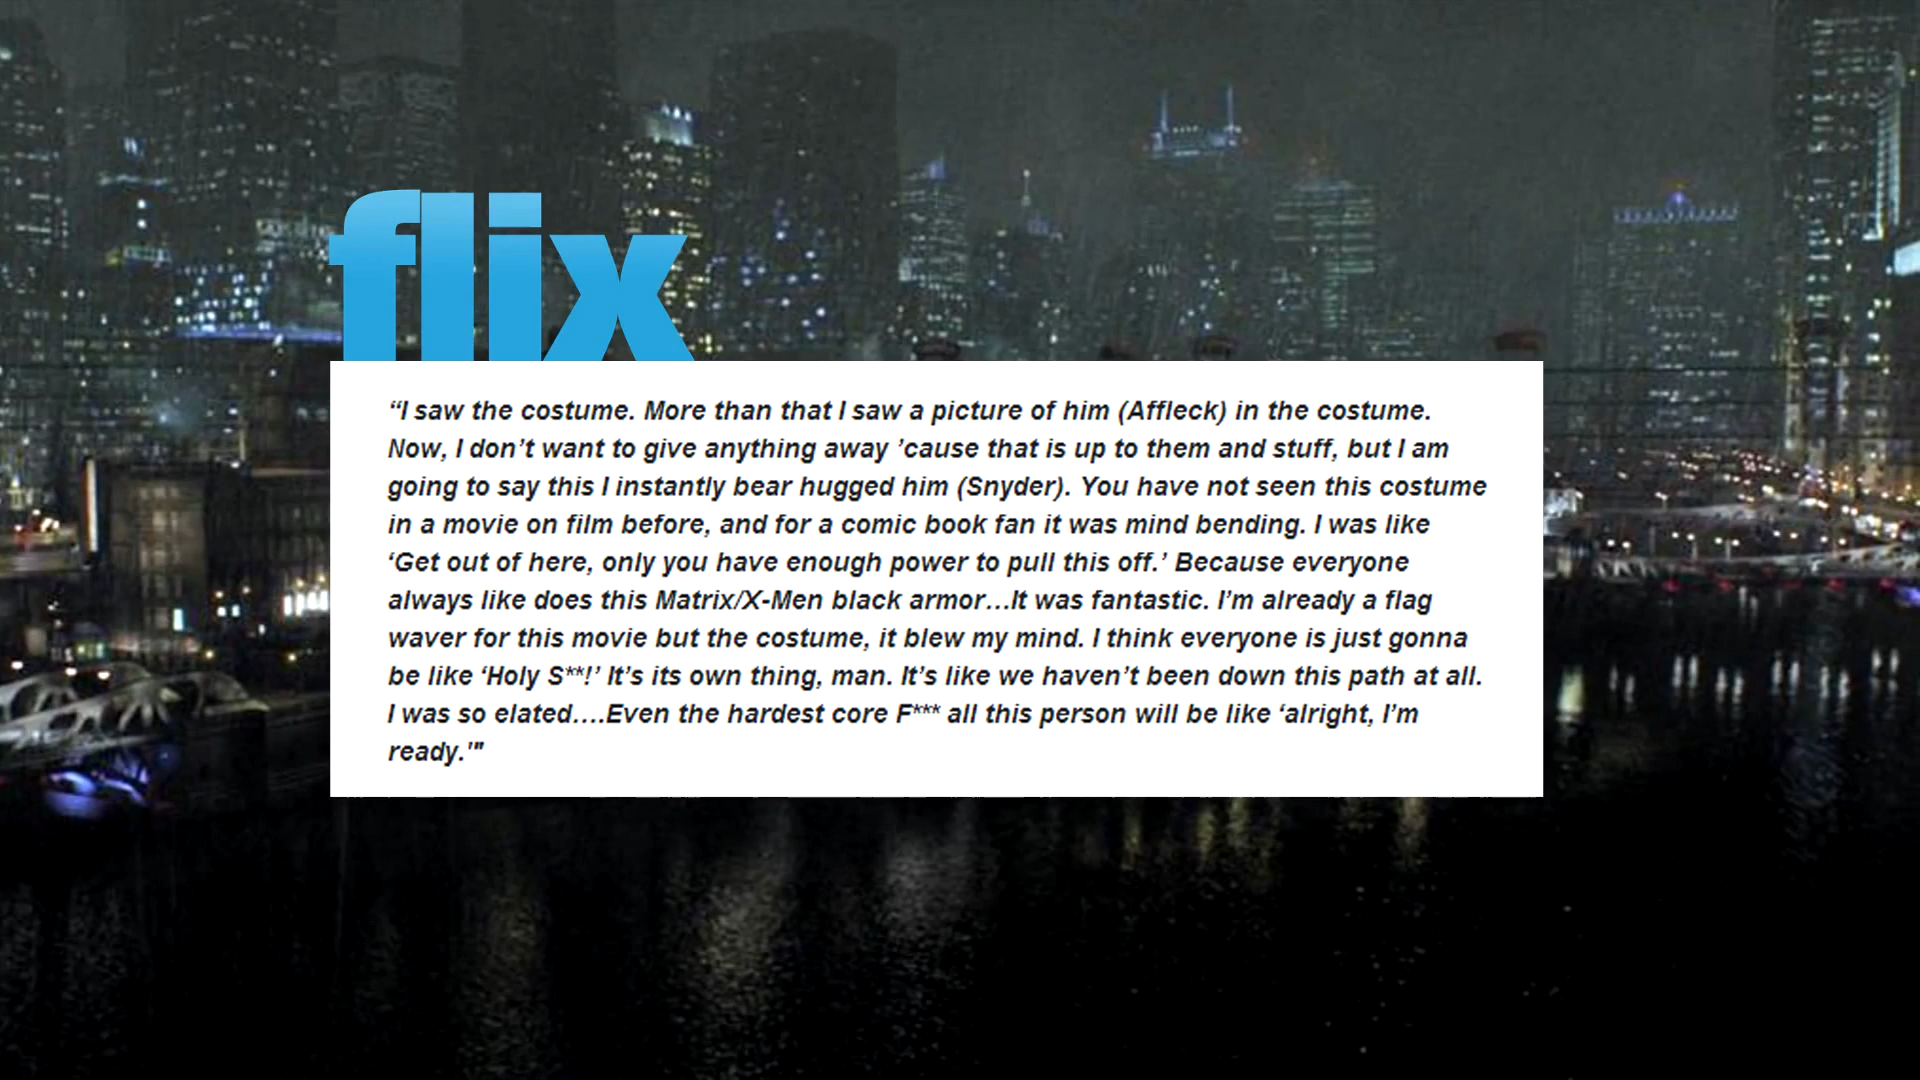 flix
“I saw the costume. More than that I saw a picture of him (Affleck) in the costume.
Now, I don’t want to give anything away ’cause that is up to them and stuff, but I am
going to say this I instantly bear hugged him (Snyder). You have not seen this costume
in a movie on film before, and for a comic book fan it was mind bending. I was like
‘Get out of here, only you have enough power to pull this off.’ Because everyone
always like does this Matrix/X-Men black armor…It was fantastic. I’m already a flag
waver for this movie but the costume, it blew my mind. I think everyone is just gonna
be like ‘Holy S**!’ It’s its own thing, man. It’s like we haven’t been down this path at all.
I was so elated….Even the hardest core F*** all this person will be like ‘alright, I’m
ready.'"